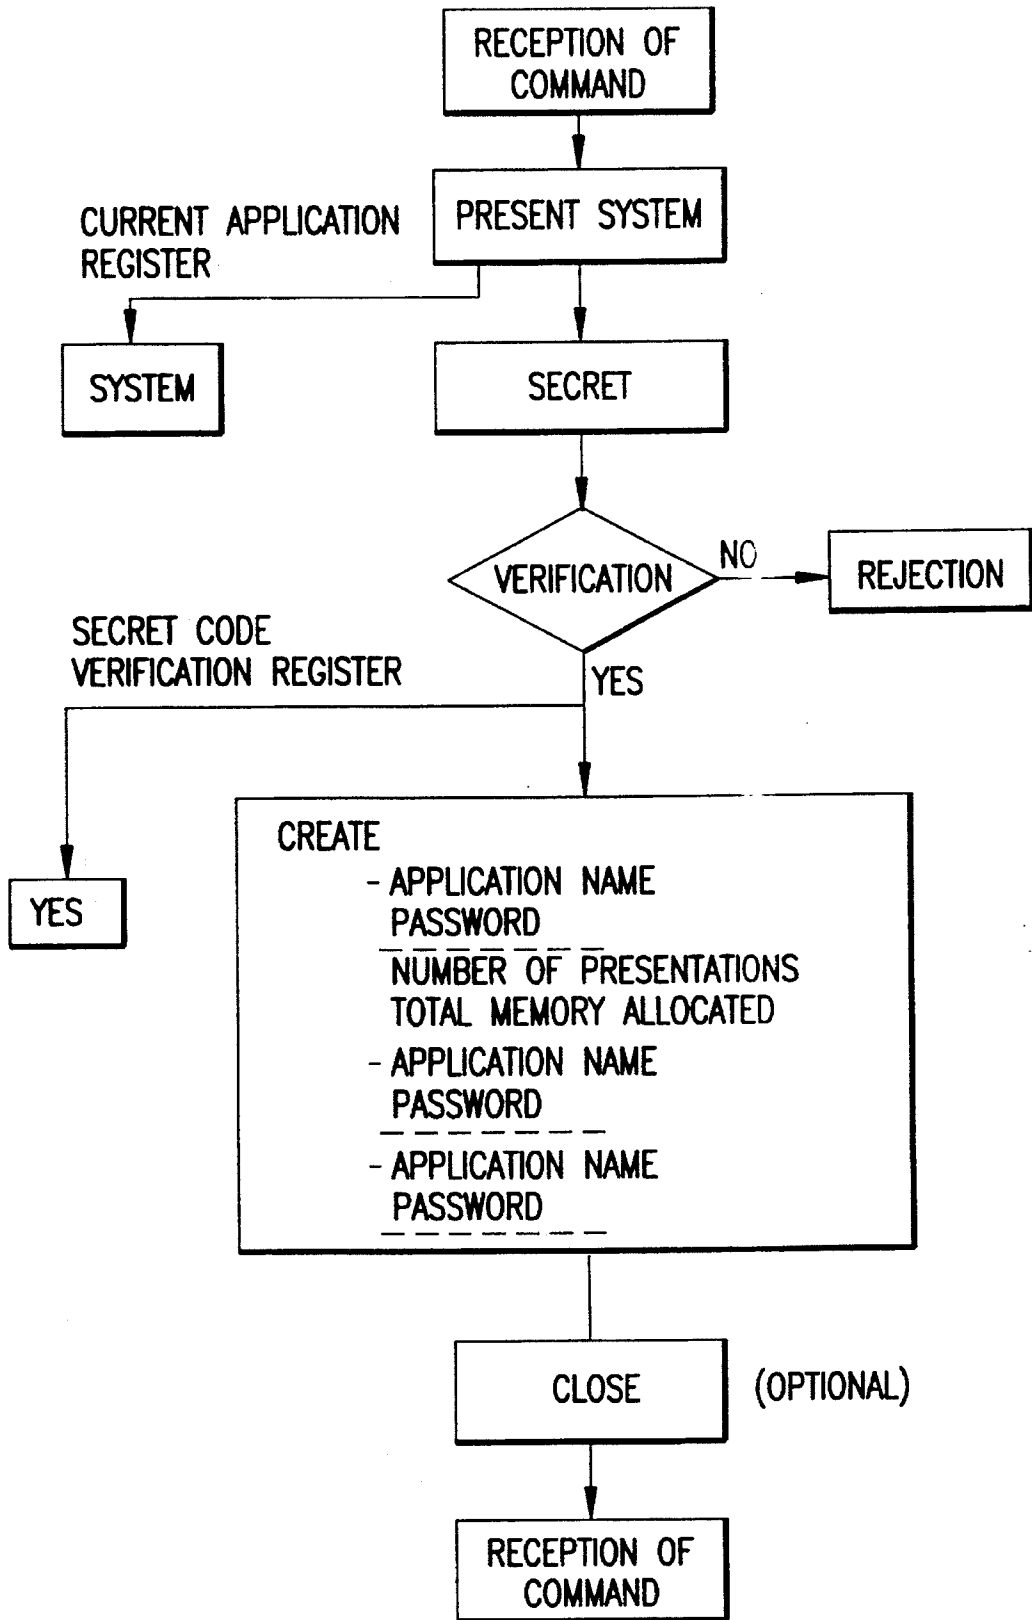 RECEPTION OF
COMMAND
PRESENT SYSTEM
CURRENT APPLICATION
REGISTER
SYSTEM
SECRET
VERIFICATION
NO
REJECTION
SECRET CODE
VERIFICATION REGISTER
YES
YES
CREATE
- APPLICATION NAME
PASSWORD
NUMBER OF PRESENTATIONS
TOTAL MEMORY ALLOCATED
- APPLICATION NAME
PASSWORD
- APPLICATION NAME
PASSWORD
CLOSE
(OPTIONAL)
RECEPTION OF
COMMAND